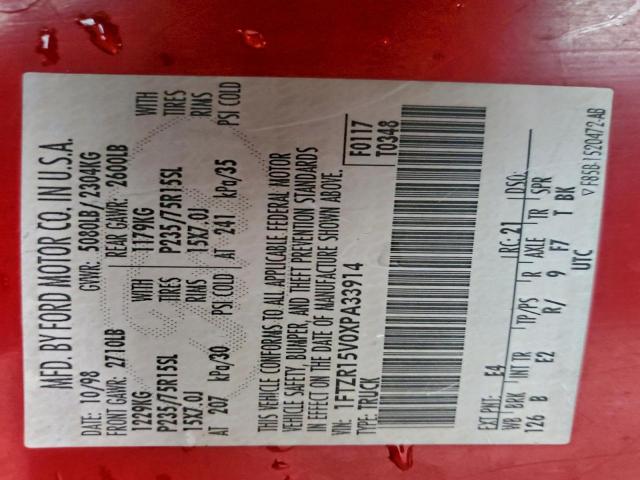 MFD. BY FORD MOTOR CO. IN U.S.A.
DATE: 10/98 GVWR: 5080LB/2304KG
FRONT GAWR: 2710LB REAR GAWR: 2600LB
1229KG WITH 1179KG WITH
P235/75R15SL TIRES P235/75R15SL TIRES
15X7.0J RIMS 15X7.0J RIMS
AT 207 kPa/30 PSI COLD AT 241 kPa/35 PSI COLD
THIS VEHICLE CONFORMS TO ALL APPLICABLE FEDERAL MOTOR
VEHICLE SAFETY, BUMPER, AND THEFT PREVENTION STANDARDS
IN EFFECT ON THE DATE OF MANUFACTURE SHOWN ABOVE.
VIN: 1FTZR15V0XPA33914 F0117
TYPE: TRUCK T0348
EXT PNT: E4 RC: 21 DSO:
WB BRK INT TR TP/PS R AXLE TR SPR
126 B E2 R/ 9 F7 T BK
UTC
▽F85B-1520472-AB